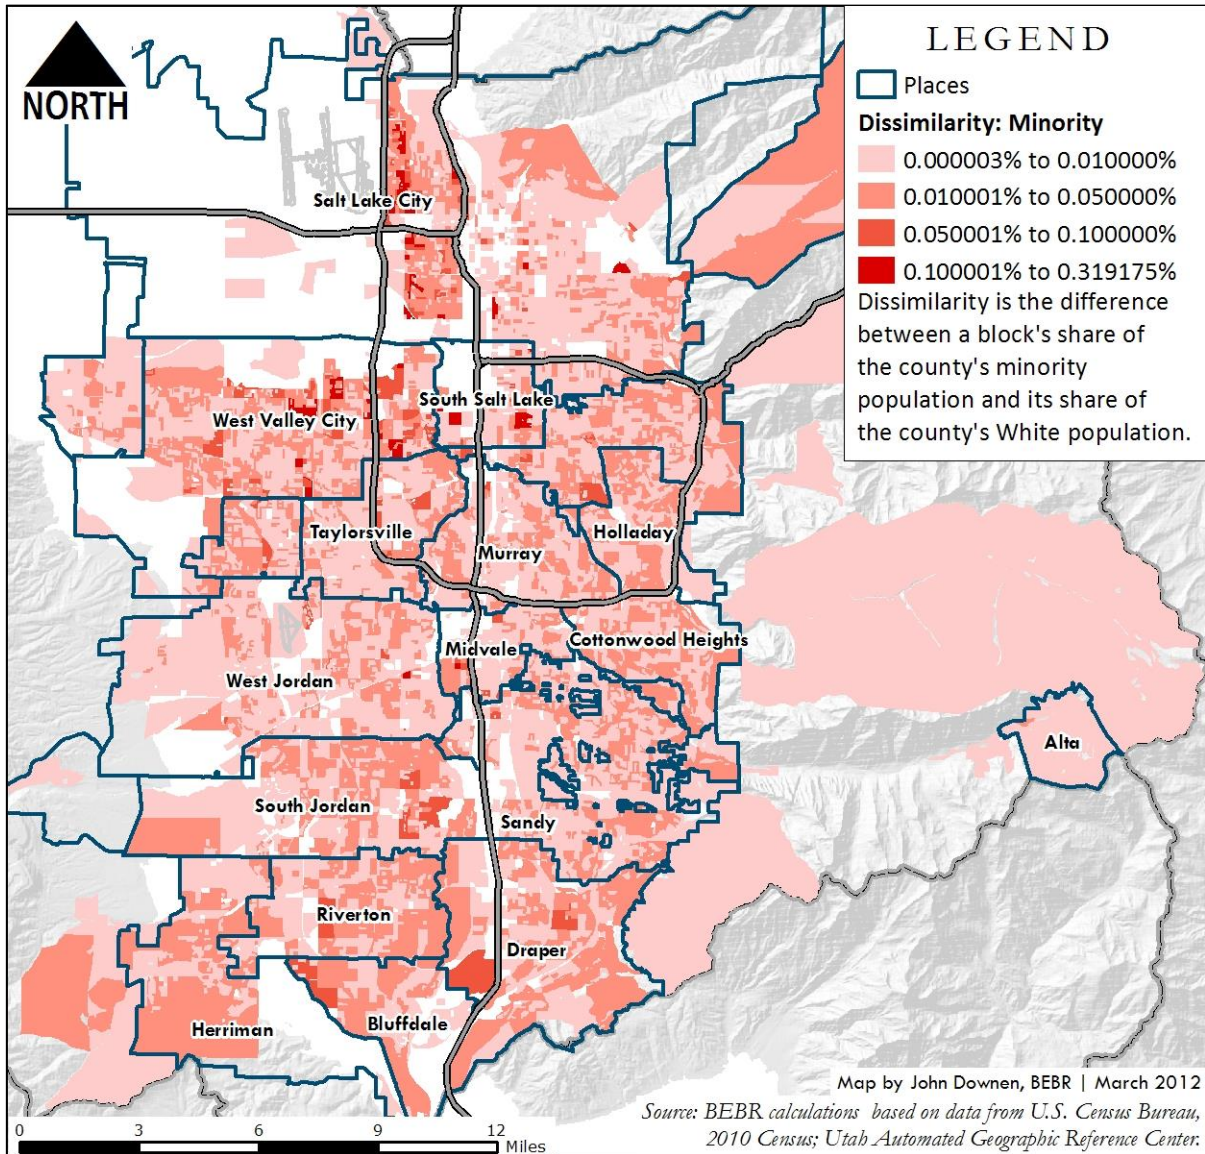 NORTH
LEGEND
Places
Dissimilarity: Minority
0.000003% to 0.010000%
0.010001% to 0.050000%
0.050001% to 0.100000%
0.100001% to 0.319175%
Dissimilarity is the difference
between a block's share of
the county's minority
population and its share of
the county's White population.
Salt Lake City
South Salt Lake
West Valley City
Taylorsville
Holladay
Murray
Cottonwood Heights
Midvale
West Jordan
Alta
South Jordan
Sandy
Riverton
Draper
Bluffdale
Herriman
Map by John Downen, BEBR | March 2012
Source: BEBR calculations based on data from U.S. Census Bureau,
2010 Census; Utah Automated Geographic Reference Center.
0 3 6 9 12
Miles